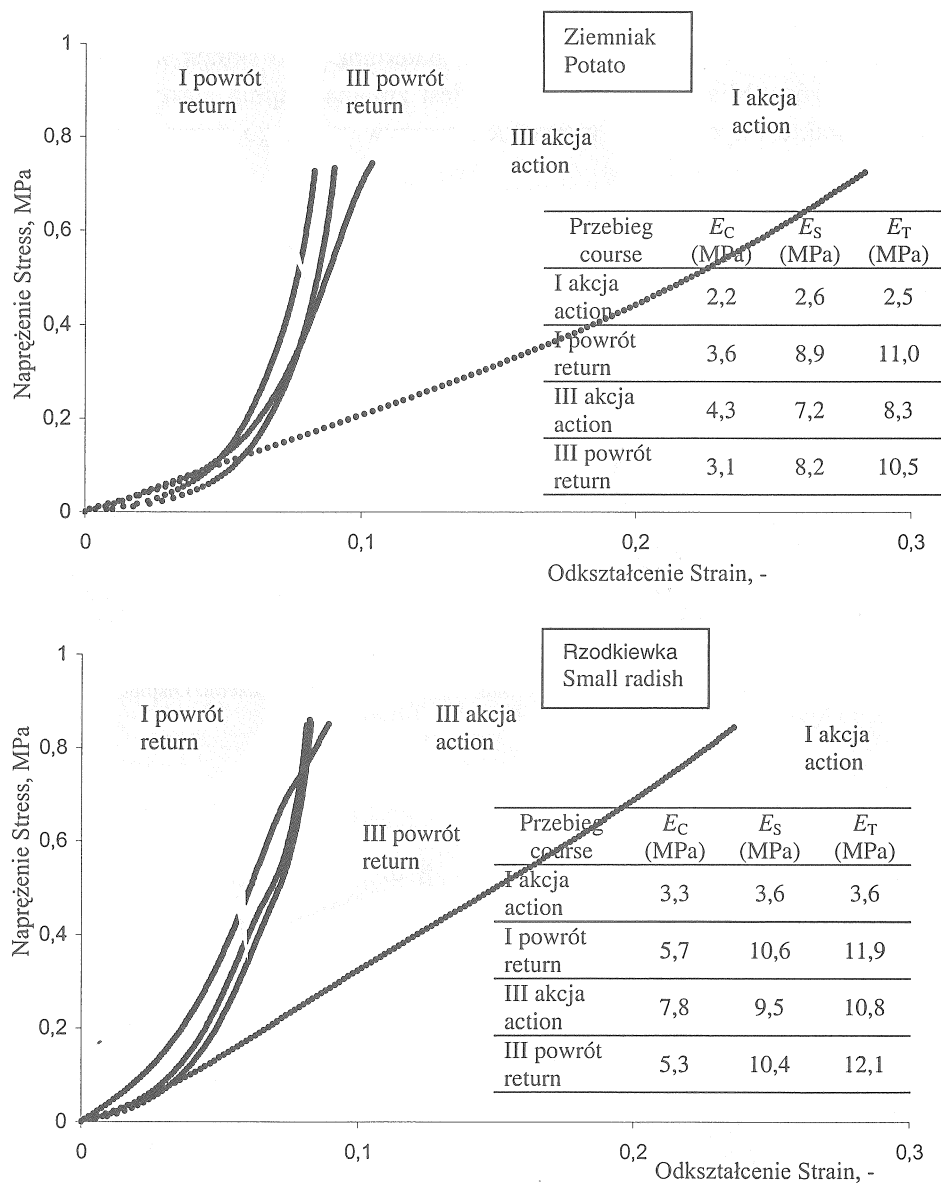 Ziemniak
Potato
1
0,8
0,6
0,4
0,2
0
Naprężenie Stress, MPa
I powrót
return
III powrót
return
III akcja
action
I akcja
action
Przebieg course E_C (MPa) E_S (MPa) E_T (MPa)
I akcja action 2,2 2,6 2,5
I powrót return 3,6 8,9 11,0
III akcja action 4,3 7,2 8,3
III powrót return 3,1 8,2 10,5
0 0,1 0,2 0,3
Odkształcenie Strain, -
Rzodkiewka
Small radish
1
0,8
0,6
0,4
0,2
0
Naprężenie Stress, MPa
I powrót
return
III akcja
action
I akcja
action
III powrót
return
Przebieg course E_C (MPa) E_S (MPa) E_T (MPa)
I akcja action 3,3 3,6 3,6
I powrót return 5,7 10,6 11,9
III akcja action 7,8 9,5 10,8
III powrót return 5,3 10,4 12,1
0 0,1 0,2 0,3
Odkształcenie Strain, -